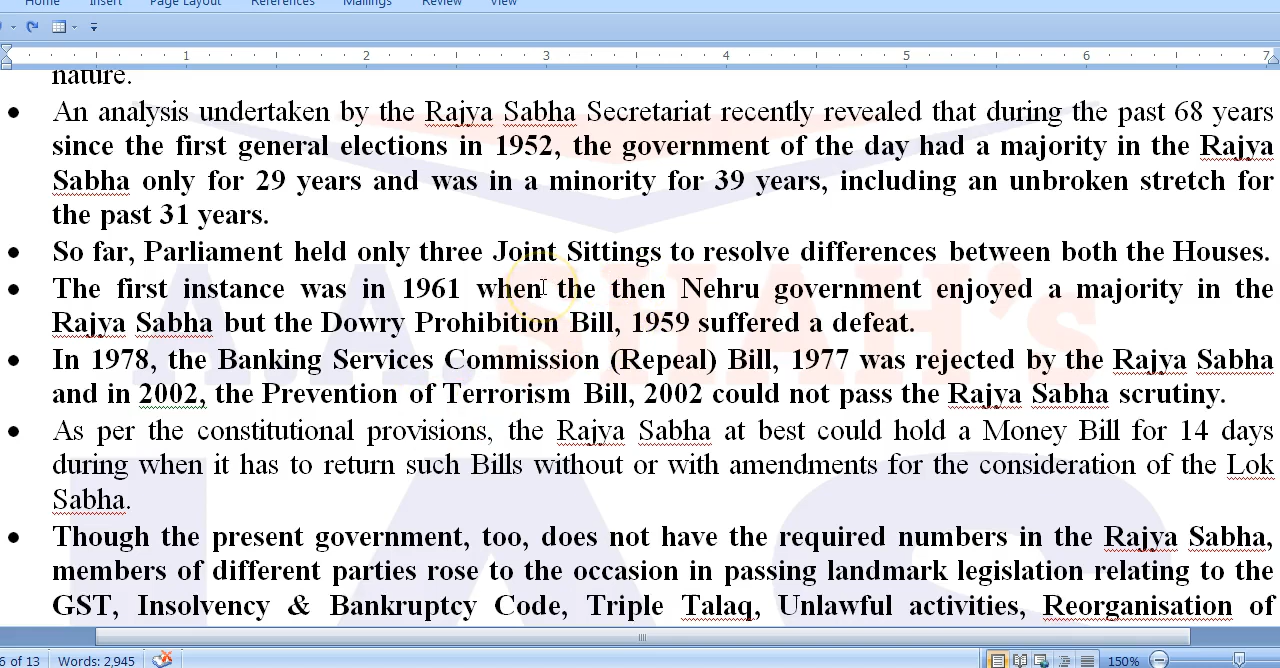 Home Insert Page Layout References Mailings Review View
1 2 3 4 5 6 7
nature.
• An analysis undertaken by the Rajya Sabha Secretariat recently revealed that during the past 68 years
since the first general elections in 1952, the government of the day had a majority in the Rajya
Sabha only for 29 years and was in a minority for 39 years, including an unbroken stretch for
the past 31 years.
• So far, Parliament held only three Joint Sittings to resolve differences between both the Houses.
• The first instance was in 1961 when the then Nehru government enjoyed a majority in the
Rajya Sabha but the Dowry Prohibition Bill, 1959 suffered a defeat.
• In 1978, the Banking Services Commission (Repeal) Bill, 1977 was rejected by the Rajya Sabha
and in 2002, the Prevention of Terrorism Bill, 2002 could not pass the Rajya Sabha scrutiny.
• As per the constitutional provisions, the Rajya Sabha at best could hold a Money Bill for 14 days
during when it has to return such Bills without or with amendments for the consideration of the Lok
Sabha.
• Though the present government, too, does not have the required numbers in the Rajya Sabha,
members of different parties rose to the occasion in passing landmark legislation relating to the
GST, Insolvency & Bankruptcy Code, Triple Talaq, Unlawful activities, Reorganisation of
A.A.SHAH's
IAS
6 of 13 Words: 2,945 150%